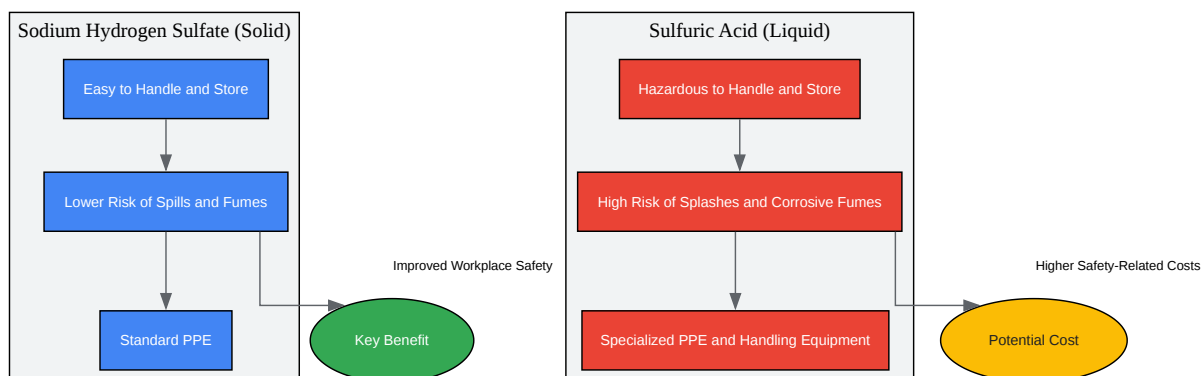 Sodium Hydrogen Sulfate (Solid)
Easy to Handle and Store
Lower Risk of Spills and Fumes
Improved Workplace Safety
Standard PPE
Key Benefit
Sulfuric Acid (Liquid)
Hazardous to Handle and Store
High Risk of Splashes and Corrosive Fumes
Higher Safety-Related Costs
Specialized PPE and Handling Equipment
Potential Cost